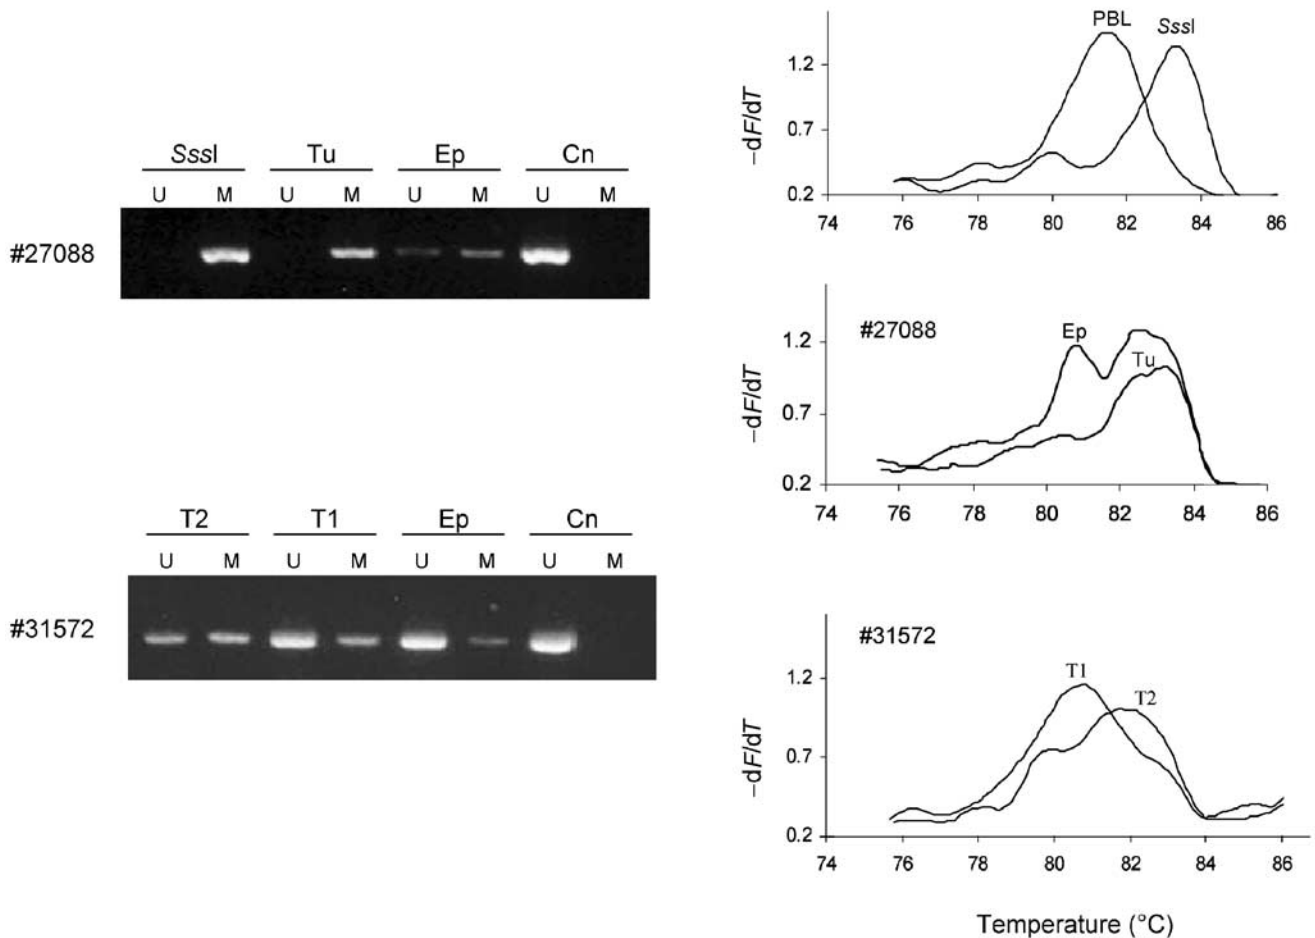 SssI Tu Ep Cn
U M U M U M U M
#27088
T2 T1 Ep Cn
U M U M U M U M
#31572
PBL SssI
1.2
0.7
0.2
–dF/dT
74 76 78 80 82 84 86
#27088
Ep
Tu
1.2
0.7
0.2
–dF/dT
74 76 78 80 82 84 86
#31572
T1
T2
1.2
0.7
0.2
–dF/dT
74 76 78 80 82 84 86
Temperature (°C)